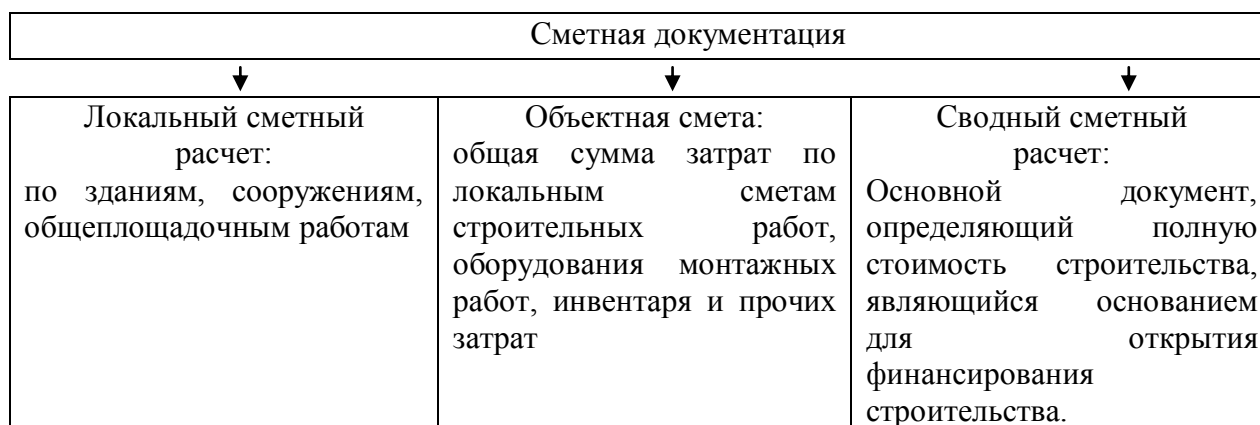 Сметная документация
Локальный сметный
расчет:
по зданиям, сооружениям,
общеплощадочным работам
Объектная смета:
общая сумма затрат по
локальным сметам
строительных работ,
оборудования монтажных
работ, инвентаря и прочих
затрат
Сводный сметный
расчет:
Основной документ,
определяющий полную
стоимость строительства,
являющийся основанием
для открытия
финансирования
строительства.